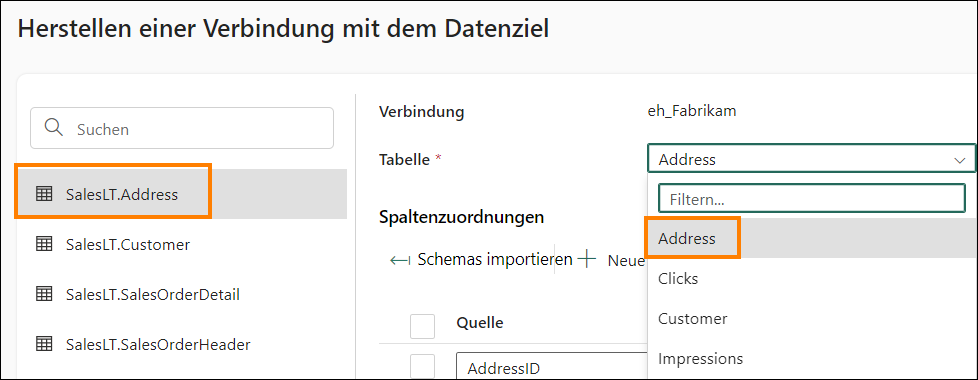 Herstellen einer Verbindung mit dem Datenziel
Suchen
SalesLT.Address
SalesLT.Customer
SalesLT.SalesOrderDetail
SalesLT.SalesOrderHeader
Verbindung eh_Fabrikam
Tabelle * Address
Filtern...
Address
Clicks
Customer
Impressions
Spaltenzuordnungen
Schemas importieren Neue
Quelle
AddressID